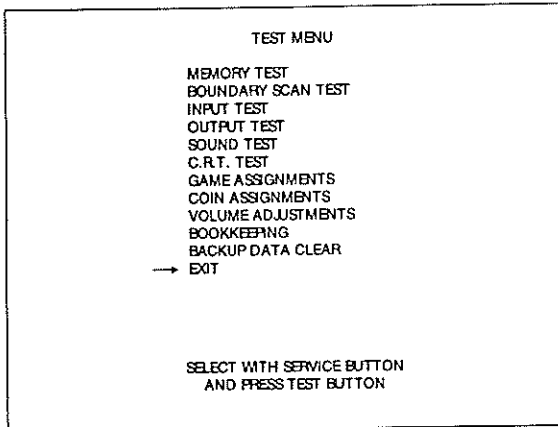 TEST MENU
MEMORY TEST
BOUNDARY SCAN TEST
INPUT TEST
OUTPUT TEST
SOUND TEST
C.R.T. TEST
GAME ASSIGNMENTS
COIN ASSIGNMENTS
VOLUME ADJUSTMENTS
BOOKKEEPING
BACKUP DATA CLEAR
→ EXIT
SELECT WITH SERVICE BUTTON
AND PRESS TEST BUTTON